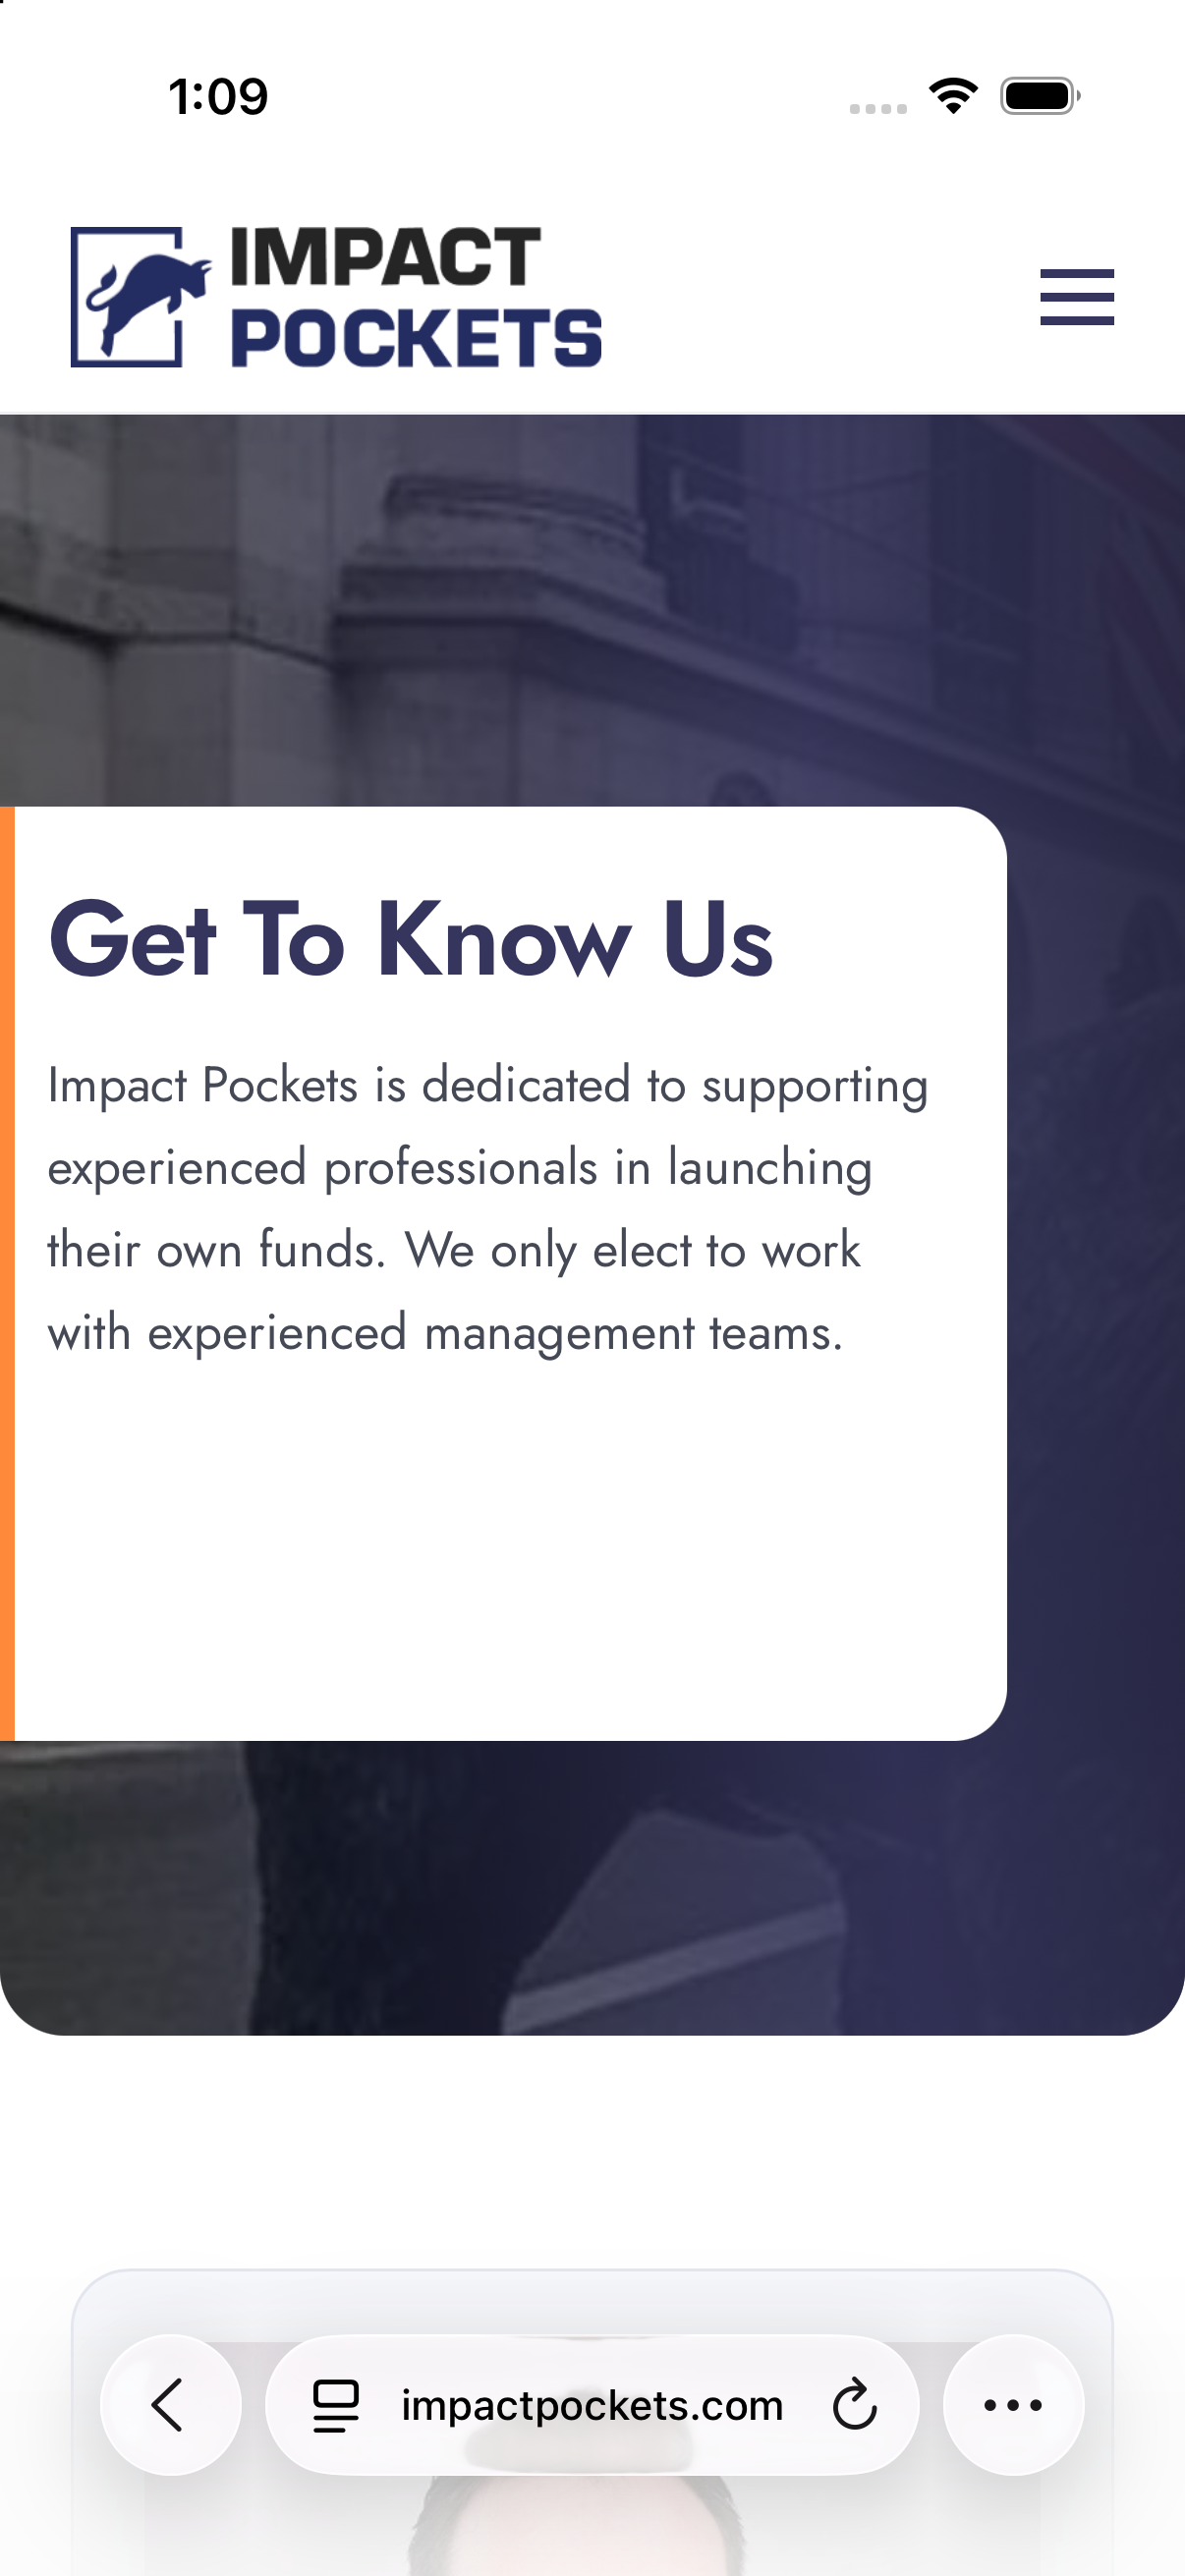 1:09
IMPACT
POCKETS
Get To Know Us
Impact Pockets is dedicated to supporting
experienced professionals in launching
their own funds. We only elect to work
with experienced management teams.
impactpockets.com